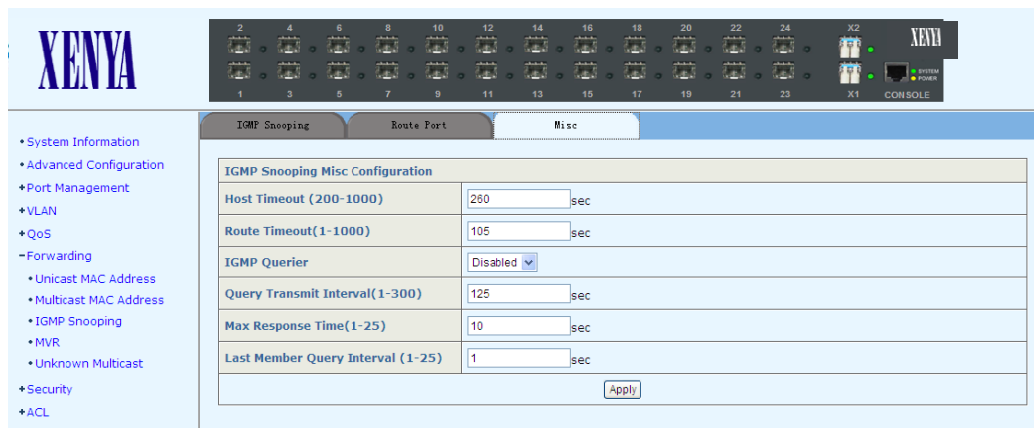 XENYA
2 4 6 8 10 12 14 16 18 20 22 24 X2
XENYA
SYSTEM
POWER
1 3 5 7 9 11 13 15 17 19 21 23 X1 CONSOLE
IGMP Snooping Route Port Misc
System Information
Advanced Configuration
Port Management
VLAN
QoS
Forwarding
Unicast MAC Address
Multicast MAC Address
IGMP Snooping
MVR
Unknown Multicast
Security
ACL
IGMP Snooping Misc Configuration
Host Timeout (200-1000) 260 sec
Route Timeout(1-1000) 105 sec
IGMP Querier Disabled
Query Transmit Interval(1-300) 125 sec
Max Response Time(1-25) 10 sec
Last Member Query Interval (1-25) 1 sec
Apply